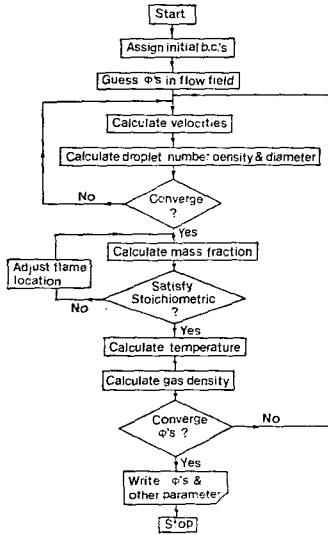 Start
Assign initial b.c.'s
Guess Φ's in flow field
Calculate velocities
Calculate droplet number density & diameter
No
Converge
?
Yes
Calculate mass fraction
Adjust flame
location
No
Satisfy
Stoichiometric
?
Yes
Calculate temperature
Calculate gas density
Converge
Φ's ?
No
Yes
Write Φ's &
other parameter
Stop